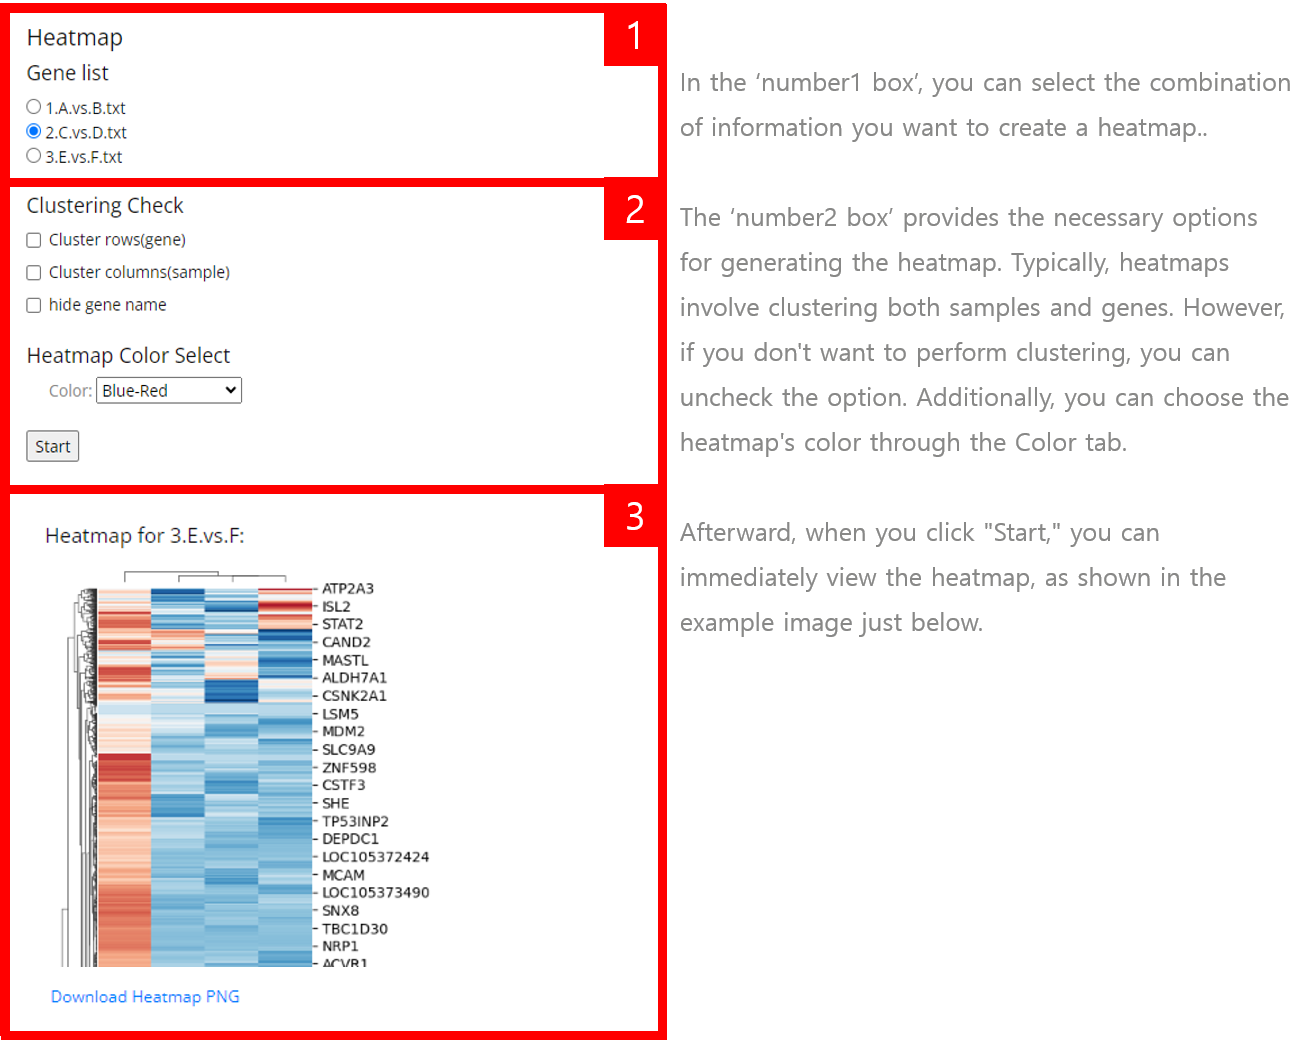 Heatmap
1
Gene list
1.A.vs.B.txt
2.C.vs.D.txt
3.E.vs.F.txt
In the ‘number1 box’, you can select the combination
of information you want to create a heatmap..
Clustering Check
2
Cluster rows(gene)
Cluster columns(sample)
hide gene name
Heatmap Color Select
Color: Blue-Red
Start
The ‘number2 box’ provides the necessary options
for generating the heatmap. Typically, heatmaps
involve clustering both samples and genes. However,
if you don't want to perform clustering, you can
uncheck the option. Additionally, you can choose the
heatmap's color through the Color tab.
3
Heatmap for 3.E.vs.F:
ATP2A3
ISL2
STAT2
CAND2
MASTL
ALDH7A1
CSNK2A1
LSM5
MDM2
SLC9A9
ZNF598
CSTF3
SHE
TP53INP2
DEPDC1
LOC105372424
MCAM
LOC105373490
SNX8
TBC1D30
NRP1
ACVR1
Download Heatmap PNG
Afterward, when you click "Start," you can
immediately view the heatmap, as shown in the
example image just below.